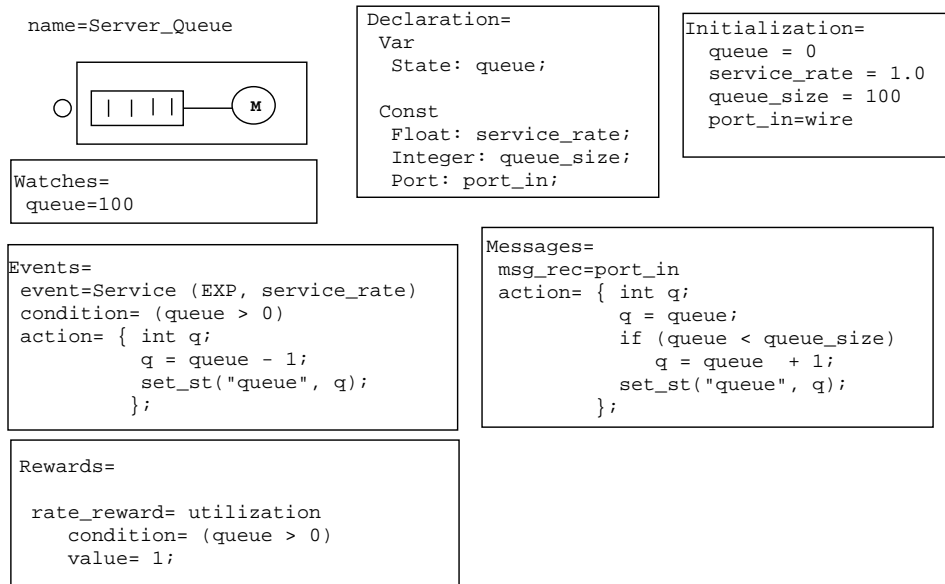 name=Server_Queue
M
Declaration=
Var
State: queue;
Const
Float: service_rate;
Integer: queue_size;
Port: port_in;
Initialization=
queue = 0
service_rate = 1.0
queue_size = 100
port_in=wire
Watches=
queue=100
Events=
event=Service (EXP, service_rate)
condition= (queue > 0)
action= { int q;
q = queue - 1;
set_st("queue", q);
};
Messages=
msg_rec=port_in
action= { int q;
q = queue;
if (queue < queue_size)
q = queue + 1;
set_st("queue", q);
};
Rewards=
rate_reward= utilization
condition= (queue > 0)
value= 1;